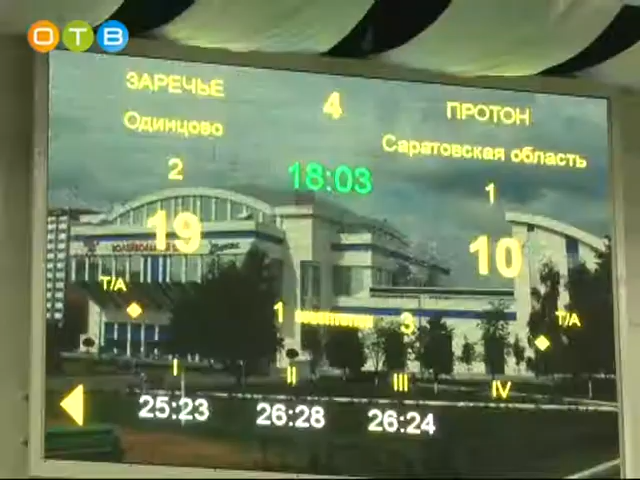 ОТВ
ЗАРЕЧЬЕ
4
ПРОТОН
Одинцово
Саратовская область
2
18:03
1
19
10
Т/А
1
3
Т/А
I
II
III
IV
25:23
26:28
26:24